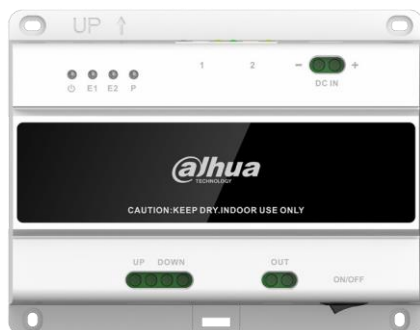 UP ↑
1 2 - + 
DC IN
E1 E2 P
alhua
TECHNOLOGY
CAUTION:KEEP DRY.INDOOR USE ONLY
UP DOWN OUT
ON/OFF